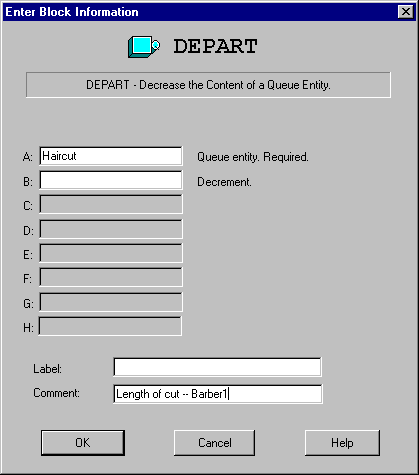 Enter Block Information
DEPART
DEPART - Decrease the Content of a Queue Entity.
A: Haircut Queue entity. Required.
B: Decrement.
C:
D:
E:
F:
G:
H:
Label:
Comment: Length of cut -- Barber1
OK Cancel Help